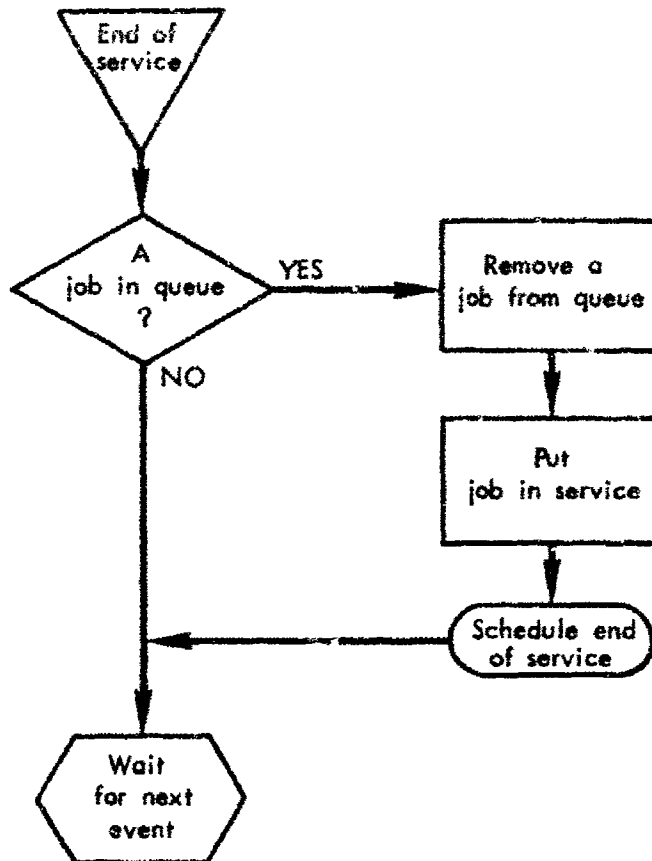 End of
service
A
job in queue
?
YES
NO
Remove a
job from queue
Put
job in service
Schedule end
of service
Wait
for next
event